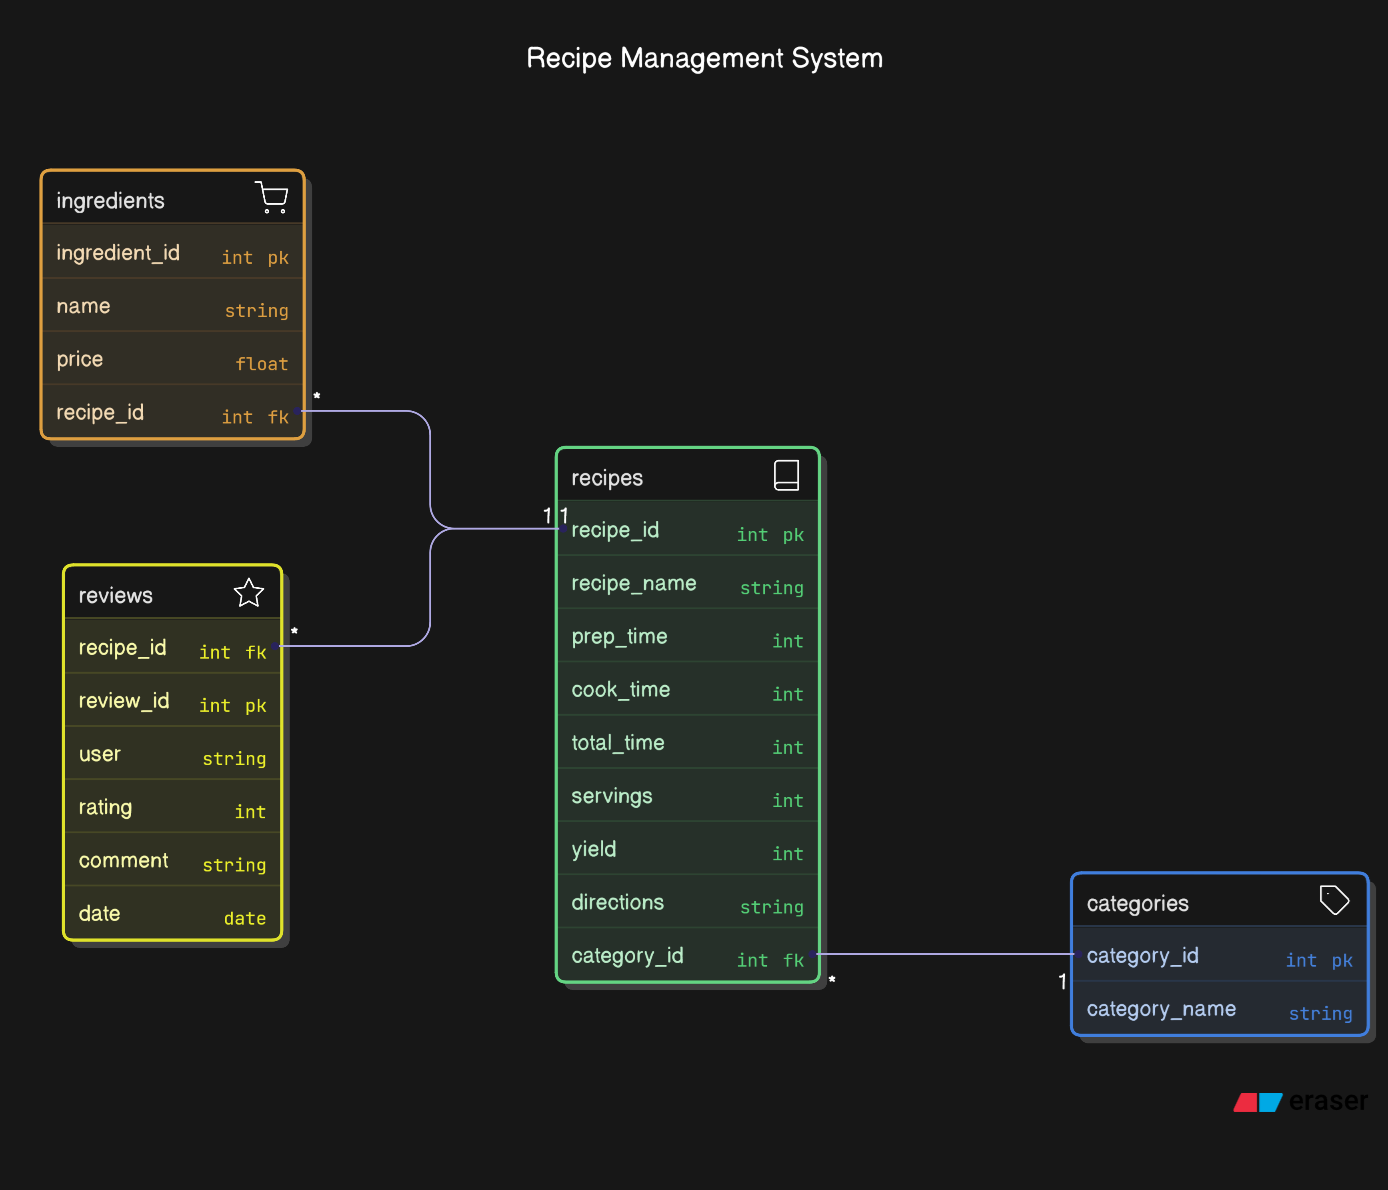 Recipe Management System
ingredients
ingredient_id int pk
name string
price float
recipe_id int fk
*
reviews
recipe_id int fk
*
review_id int pk
user string
rating int
comment string
date date
recipes
1 1
recipe_id int pk
recipe_name string
prep_time int
cook_time int
total_time int
servings int
yield int
directions string
category_id int fk
*
categories
category_id int pk
1
category_name string
eraser